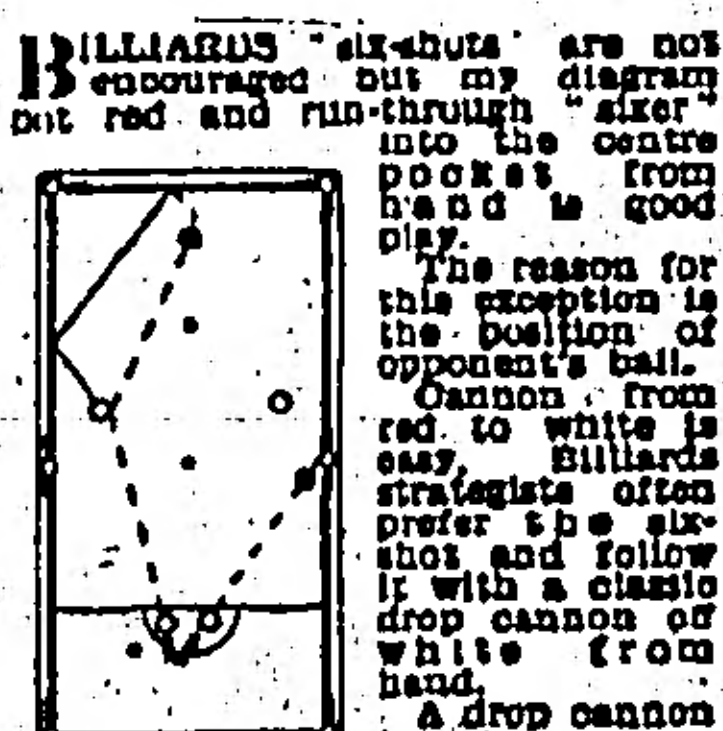 BILLIARDS "six-shots" are not
encouraged but my diagram
pot red and run-through "sixer"
into the centre
pocket from
hand is good
play.
The reason for
this exception is
the position of
opponent's ball.
Cannon from
red to white is
easy. Billiards
strategists often
prefer the six-
shot and follow
it with a classic
drop cannon off
white from
hand.
A drop cannon